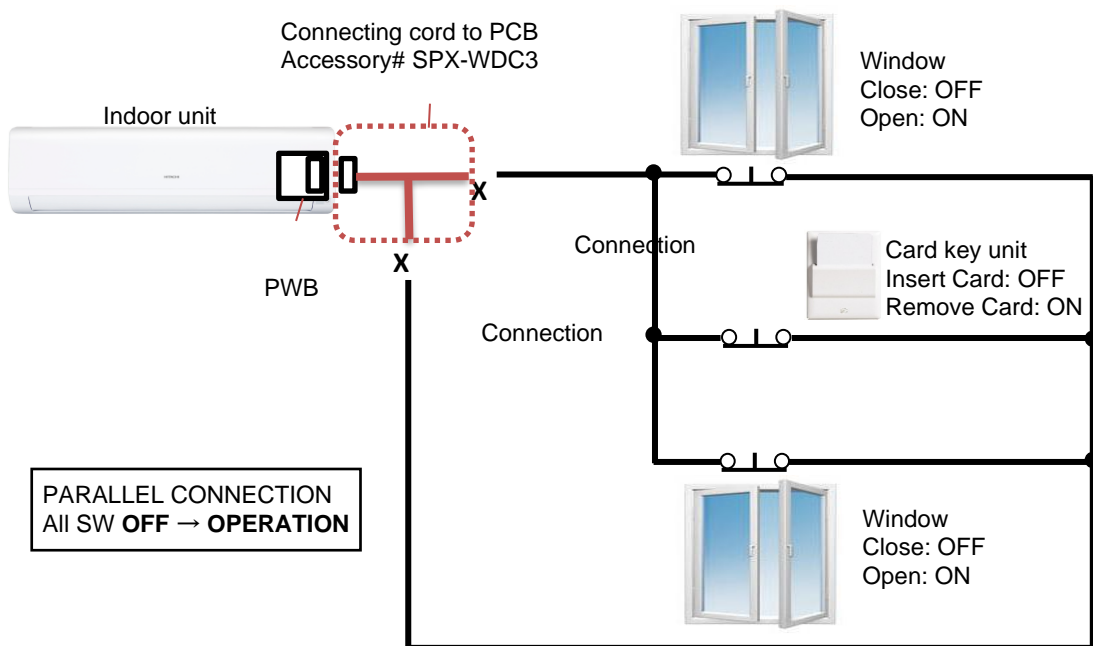 Connecting cord to PCB
Accessory# SPX-WDC3
Window
Close: OFF
Open: ON
Indoor unit
HITACHI
X
Connection
Card key unit
Insert Card: OFF
Remove Card: ON
X
PWB
Connection
PARALLEL CONNECTION
All SW OFF → OPERATION
Window
Close: OFF
Open: ON